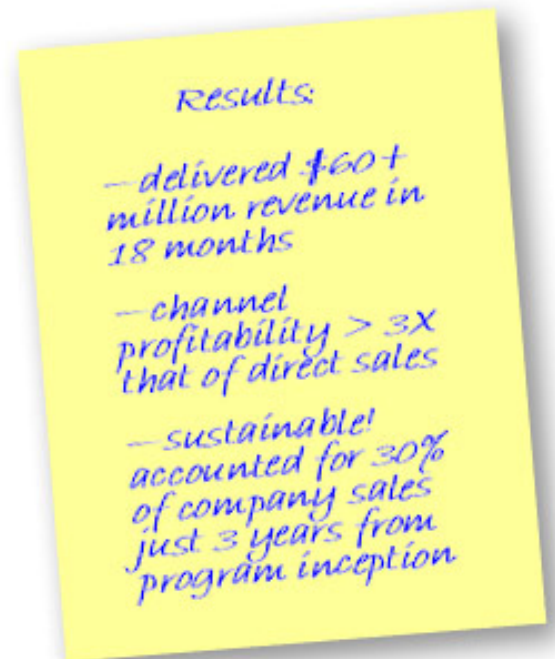 Results:
—delivered $60+
million revenue in
18 months
—channel
profitability > 3X
that of direct sales
—sustainable!
accounted for 30%
of company sales
just 3 years from
program inception